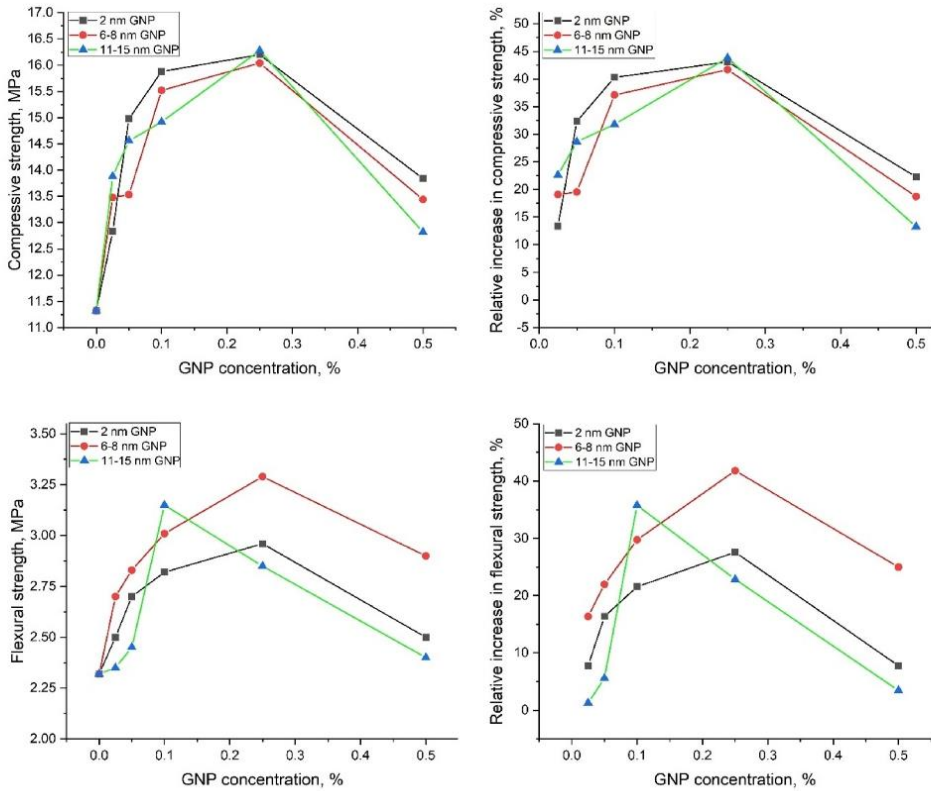 2 nm GNP
6-8 nm GNP
11-15 nm GNP
17.0
16.5
16.0
15.5
15.0
14.5
14.0
13.5
13.0
12.5
12.0
11.5
11.0
Compressive strength, MPa
0.0 0.1 0.2 0.3 0.4 0.5
GNP concentration, %
2 nm GNP
6-8 nm GNP
11-15 nm GNP
50
45
40
35
30
25
20
15
10
5
0
-5
Relative increase in compressive strength, %
0.0 0.1 0.2 0.3 0.4 0.5
GNP concentration, %
2 nm GNP
6-8 nm GNP
11-15 nm GNP
3.50
3.25
3.00
2.75
2.50
2.25
2.00
Flexural strength, MPa
0.0 0.1 0.2 0.3 0.4 0.5
GNP concentration, %
2 nm GNP
6-8 nm GNP
11-15 nm GNP
50
40
30
20
10
0
Relative increase in flexural strength, %
0.0 0.1 0.2 0.3 0.4 0.5
GNP concentration, %